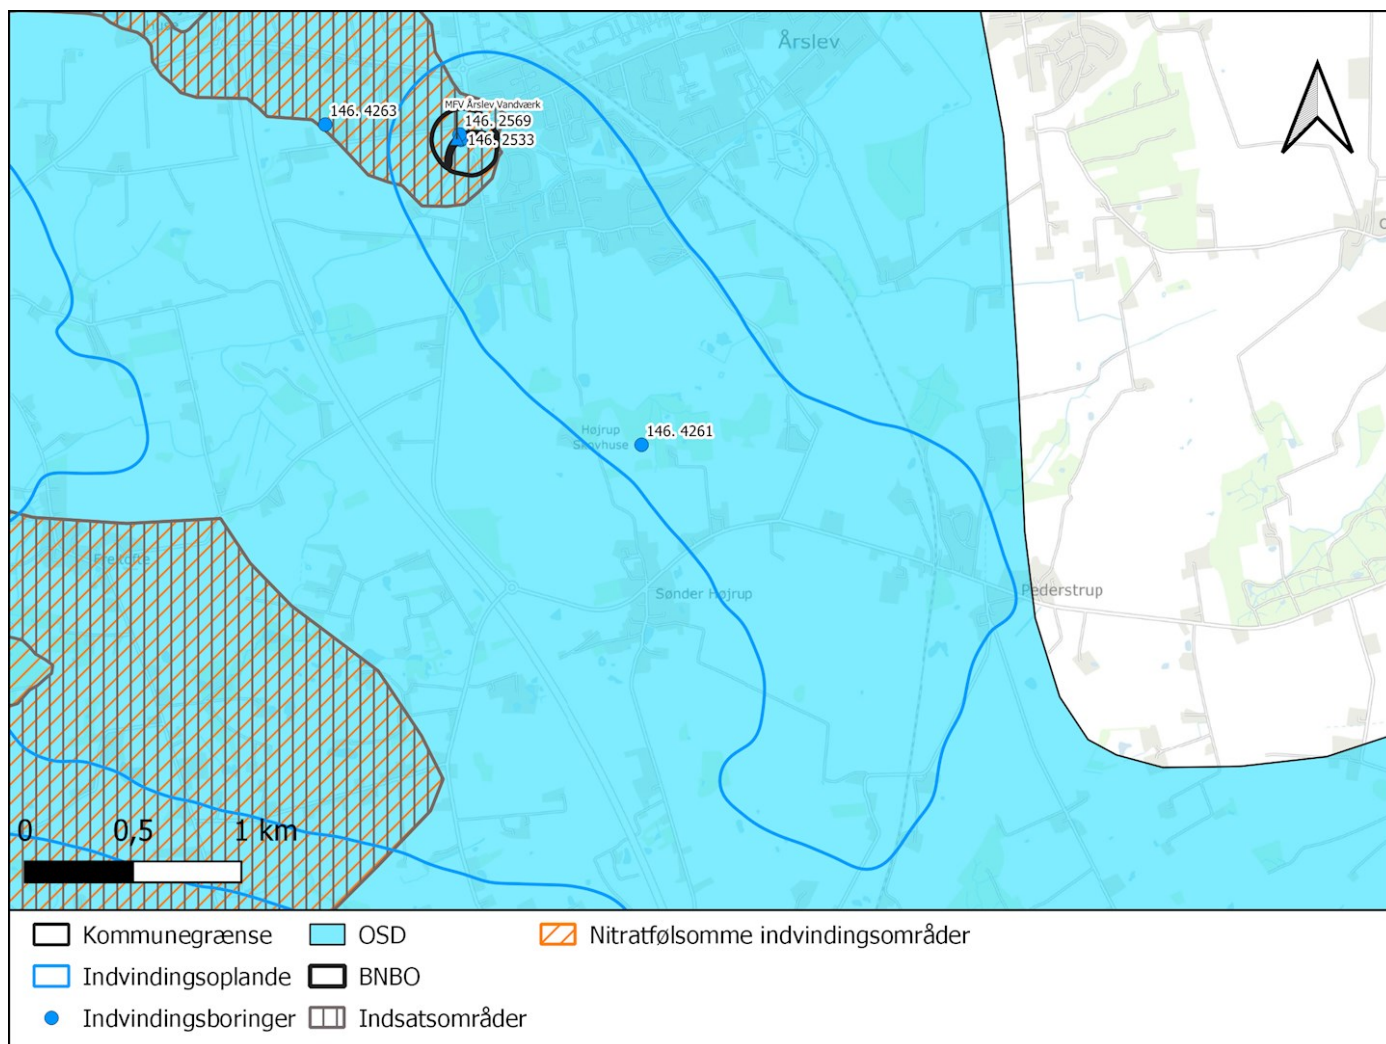 Årslev
MFV Årslev Vandværk
146. 4263
146. 2569
146. 2533
146. 4261
Højrup
Skovhuse
Freltofte
Sønder Højrup
Pederstrup
0 0,5 1 km
Kommunegrænse
OSD
Nitratfølsomme indvindingsområder
Indvindingsoplande
BNBO
Indvindingsboringer
Indsatsområder